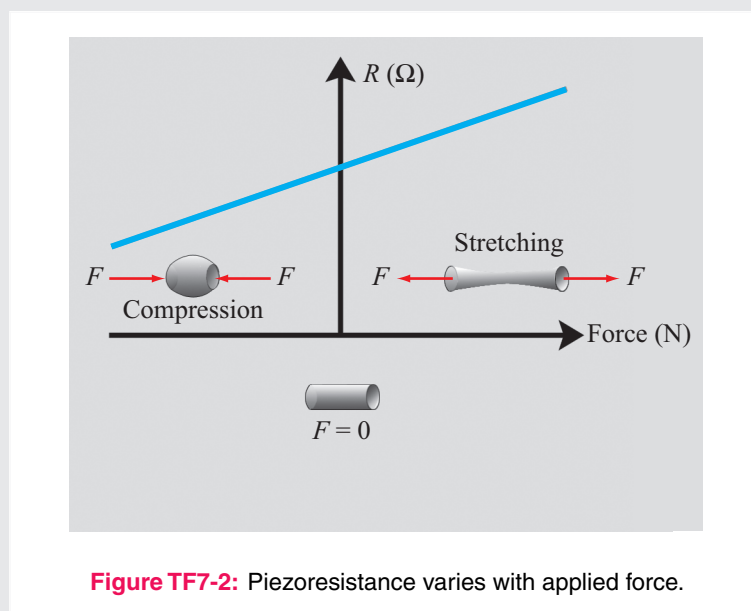 R (Ω)
Stretching
F
F
F
F
Compression
Force (N)
F = 0
Figure TF7-2: Piezoresistance varies with applied force.